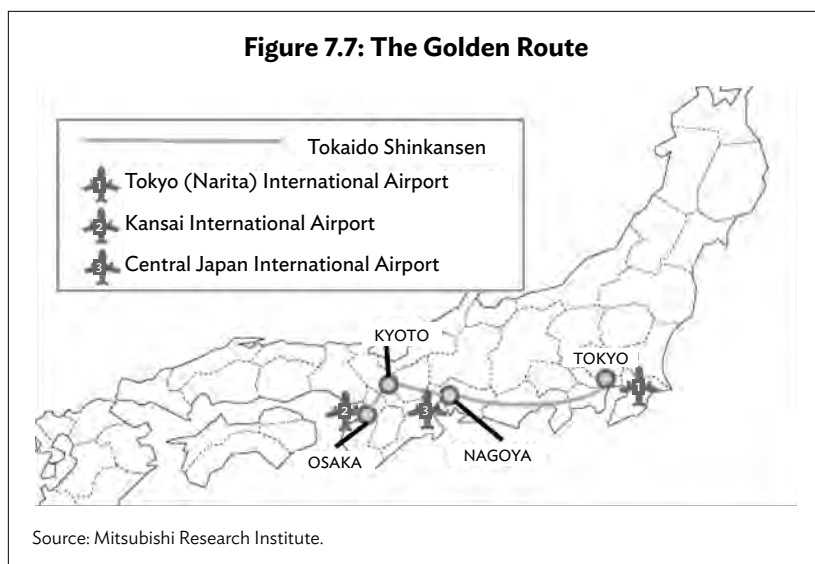 Figure 7.7: The Golden Route
Tokaido Shinkansen
1 Tokyo (Narita) International Airport
2 Kansai International Airport
3 Central Japan International Airport
KYOTO
TOKYO
1
2
3
OSAKA
NAGOYA
Source: Mitsubishi Research Institute.